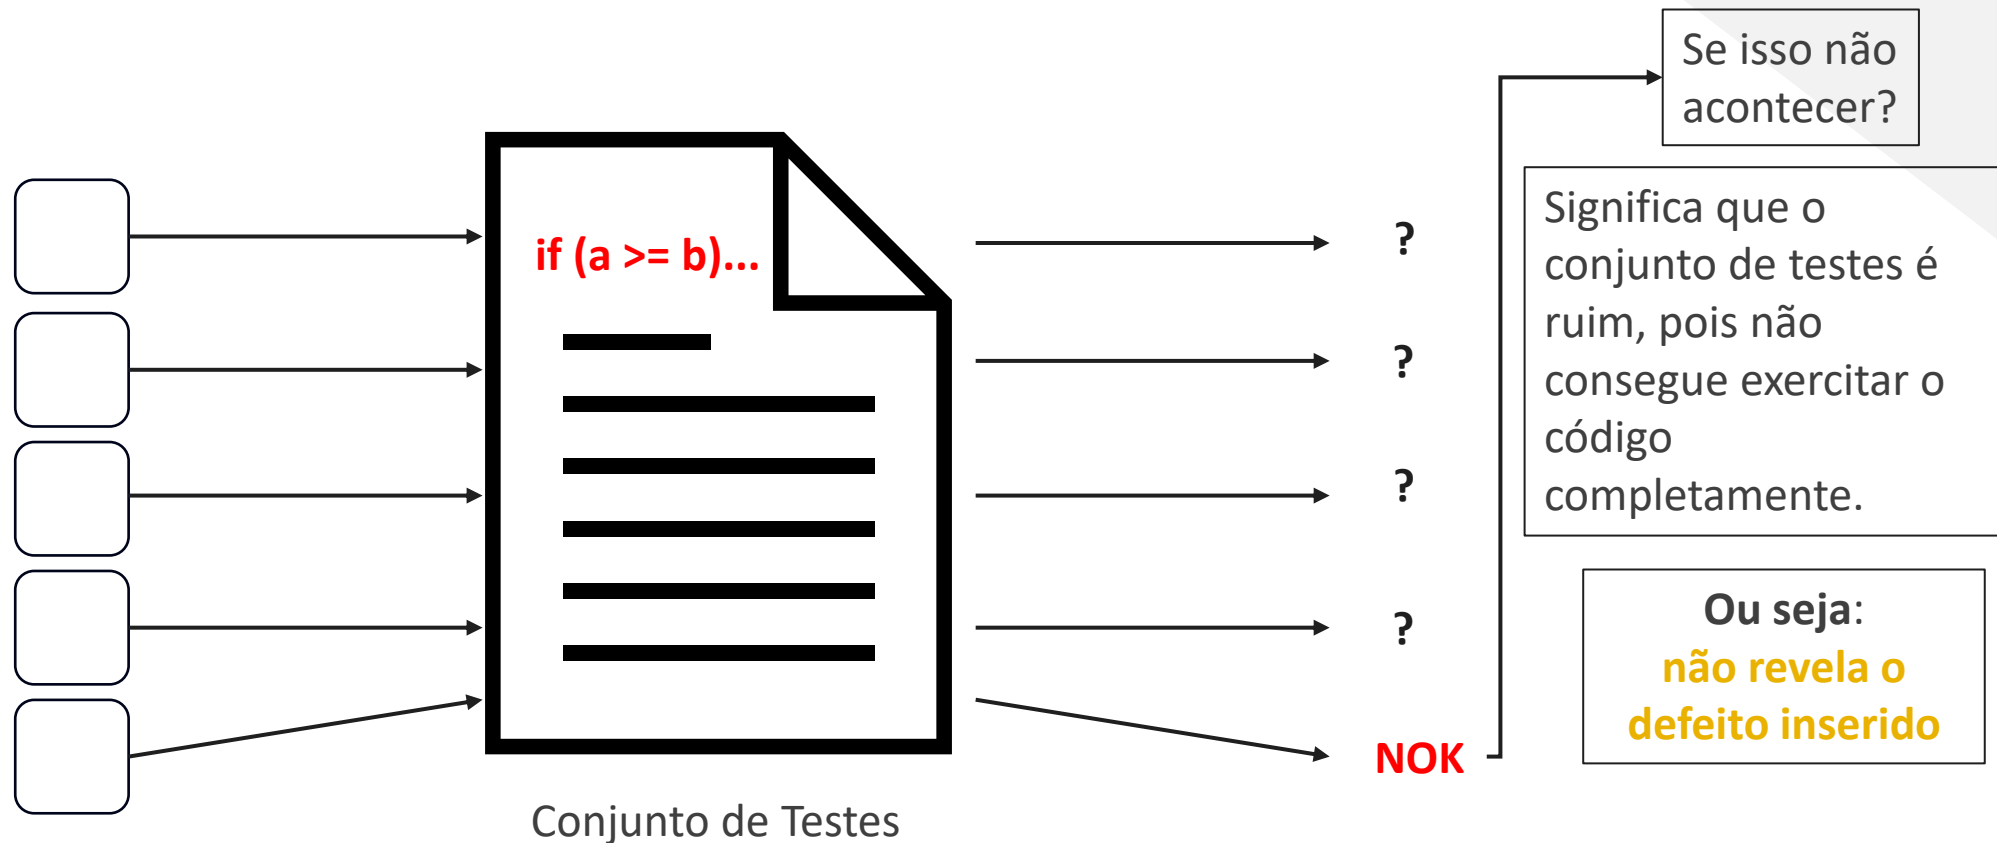 Se isso não
acontecer?
if (a >= b)...
Significa que o
conjunto de testes é
ruim, pois não
consegue exercitar o
código
completamente.
?
?
?
?
NOK
Ou seja:
não revela o
defeito inserido
Conjunto de Testes